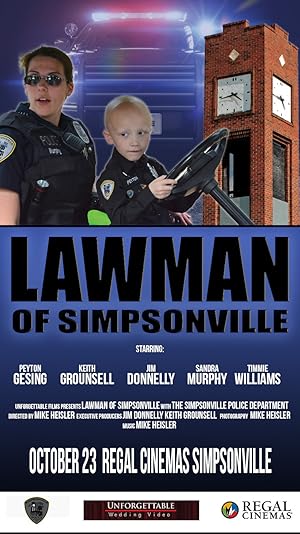 POLICE
LAWMAN
OF SIMPSONVILLE
STARRING:
PEYTON GESING
KEITH GROUNSELL
JIM DONNELLY
SANDRA MURPHY
TIMMIE WILLIAMS
UNFORGETTABLE FILMS PRESENTS LAWMAN OF SIMPSONVILLE WITH THE SIMPSONVILLE POLICE DEPARTMENT
DIRECTED BY MIKE HEISLER EXECUTIVE PRODUCERS JIM DONNELLY KEITH GROUNSELL PHOTOGRAPHY MIKE HEISLER
MUSIC MIKE HEISLER
OCTOBER 23 REGAL CINEMAS SIMPSONVILLE
UNFORGETTABLE
Wedding Video
REGAL
CINEMAS